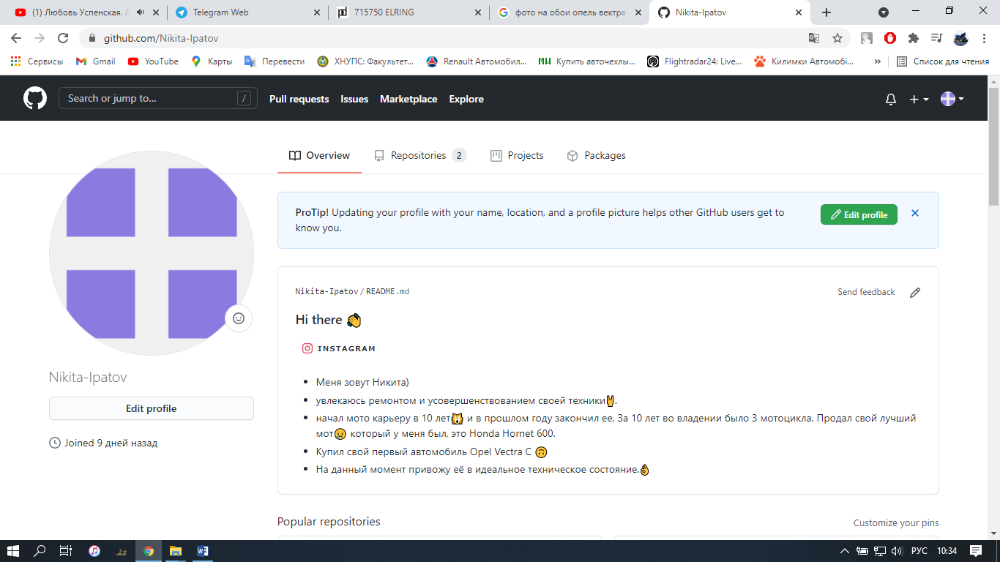 (1) Любовь Успенская. Л
Telegram Web
715750 ELRING
фото на обои опель вектра
Nikita-Ipatov
github.com/Nikita-Ipatov
Сервисы
Gmail
YouTube
Карты
Перевести
ХНУПС: Факультет...
Renault Автомобил...
MW Купить авточехлы...
Flightradar24: Live...
Килимки Автомобі...
»
Список для чтения
Search or jump to...
/
Pull requests
Issues
Marketplace
Explore
Overview
Repositories 2
Projects
Packages
ProTip! Updating your profile with your name, location, and a profile picture helps other GitHub users get to
know you.
Edit profile
Nikita-Ipatov
Edit profile
Joined 9 дней назад
Nikita-Ipatov / README.md
Send feedback
Hi there 👋
INSTAGRAM
Меня зовут Никита)
увлекаюсь ремонтом и усовершенствованием своей техники🤘.
начал мото карьеру в 10 лет🙀 и в прошлом году закончил ее. За 10 лет во владении было 3 мотоцикла. Продал свой лучший
мот😢 который у меня был, это Honda Hornet 600.
Купил свой первый автомобиль Opel Vectra C 🙃
На данный момент привожу её в идеальное техническое состояние.👌
Popular repositories
Customize your pins
РУС
10:34